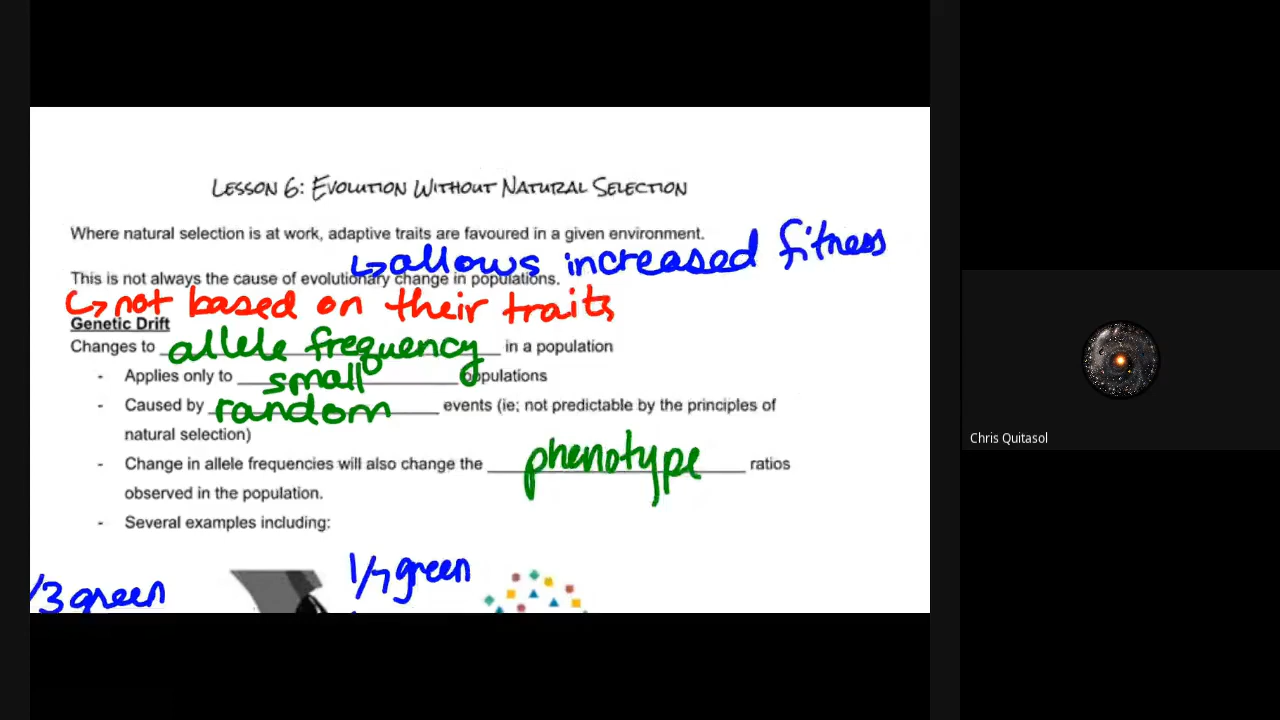 LESSON 6: EVOLUTION WITHOUT NATURAL SELECTION
Where natural selection is at work, adaptive traits are favoured in a given environment.
↳allows increased fitness
This is not always the cause of evolutionary change in populations.
↳not based on their traits
Genetic Drift
Changes to allele frequency in a population
- Applies only to small populations
- Caused by random events (ie; not predictable by the principles of
natural selection)
- Change in allele frequencies will also change the phenotype ratios
observed in the population.
- Several examples including:
1/7 green
/3 green
Chris Quitasol